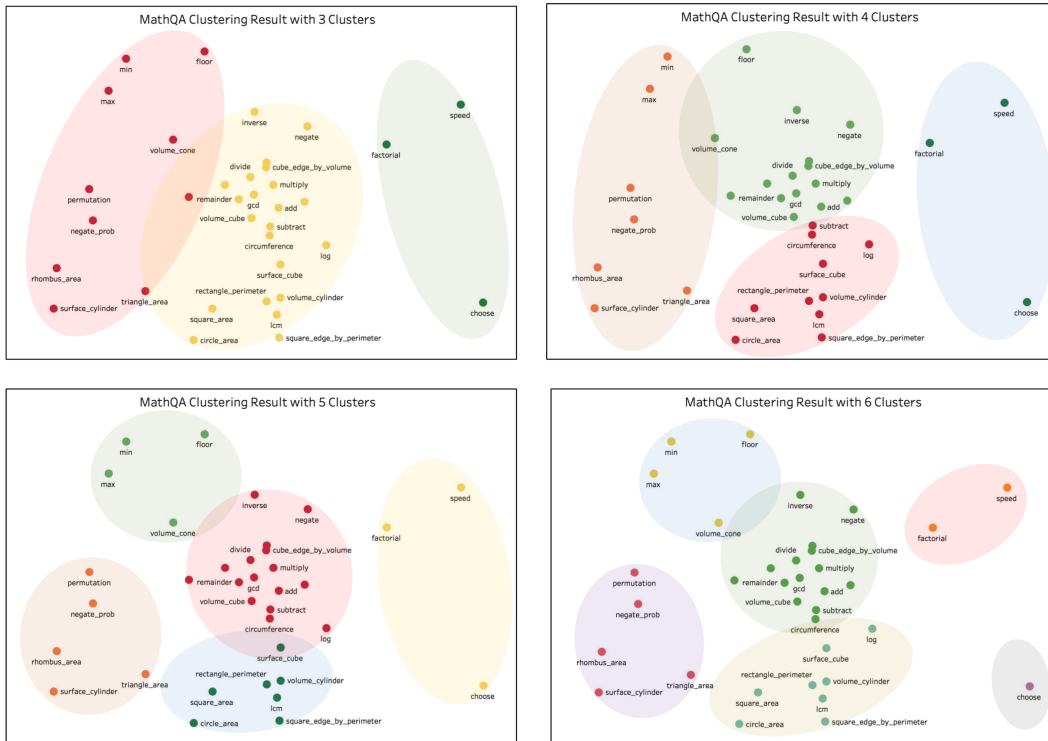 MathQA Clustering Result with 3 Clusters
floor
min
max
speed
inverse
negate
factorial
volume_cone
divide
cube_edge_by_volume
multiply
permutation
remainder
gcd
add
volume_cube
negate_prob
subtract
circumference
log
rhombus_area
surface_cube
rectangle_perimeter
volume_cylinder
triangle_area
surface_cylinder
square_area
lcm
choose
circle_area
square_edge_by_perimeter
MathQA Clustering Result with 4 Clusters
floor
min
max
speed
inverse
negate
factorial
volume_cone
divide
cube_edge_by_volume
multiply
permutation
remainder
gcd
add
volume_cube
negate_prob
subtract
circumference
log
rhombus_area
surface_cube
rectangle_perimeter
volume_cylinder
triangle_area
surface_cylinder
square_area
lcm
choose
circle_area
square_edge_by_perimeter
MathQA Clustering Result with 5 Clusters
floor
min
max
speed
inverse
negate
factorial
volume_cone
divide
cube_edge_by_volume
multiply
permutation
remainder
gcd
add
volume_cube
negate_prob
subtract
circumference
log
rhombus_area
surface_cube
rectangle_perimeter
volume_cylinder
triangle_area
surface_cylinder
square_area
lcm
choose
circle_area
square_edge_by_perimeter
MathQA Clustering Result with 6 Clusters
floor
min
max
speed
inverse
negate
factorial
volume_cone
divide
cube_edge_by_volume
multiply
permutation
remainder
gcd
add
volume_cube
negate_prob
subtract
circumference
log
rhombus_area
surface_cube
rectangle_perimeter
volume_cylinder
triangle_area
surface_cylinder
square_area
lcm
choose
circle_area
square_edge_by_perimeter